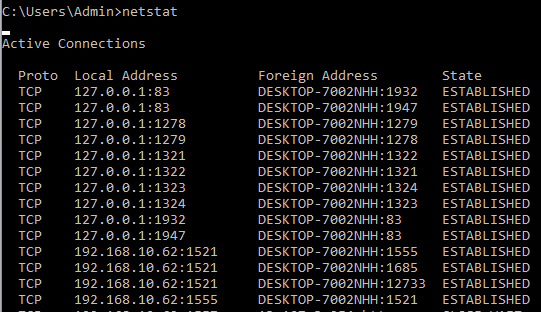 C:\Users\Admin>netstat
Active Connections
Proto Local Address Foreign Address State
TCP 127.0.0.1:83 DESKTOP-7002NHH:1932 ESTABLISHED
TCP 127.0.0.1:83 DESKTOP-7002NHH:1947 ESTABLISHED
TCP 127.0.0.1:1278 DESKTOP-7002NHH:1279 ESTABLISHED
TCP 127.0.0.1:1279 DESKTOP-7002NHH:1278 ESTABLISHED
TCP 127.0.0.1:1321 DESKTOP-7002NHH:1322 ESTABLISHED
TCP 127.0.0.1:1322 DESKTOP-7002NHH:1321 ESTABLISHED
TCP 127.0.0.1:1323 DESKTOP-7002NHH:1324 ESTABLISHED
TCP 127.0.0.1:1324 DESKTOP-7002NHH:1323 ESTABLISHED
TCP 127.0.0.1:1932 DESKTOP-7002NHH:83 ESTABLISHED
TCP 127.0.0.1:1947 DESKTOP-7002NHH:83 ESTABLISHED
TCP 192.168.10.62:1521 DESKTOP-7002NHH:1555 ESTABLISHED
TCP 192.168.10.62:1521 DESKTOP-7002NHH:1685 ESTABLISHED
TCP 192.168.10.62:1521 DESKTOP-7002NHH:12733 ESTABLISHED
TCP 192.168.10.62:1555 DESKTOP-7002NHH:1521 ESTABLISHED